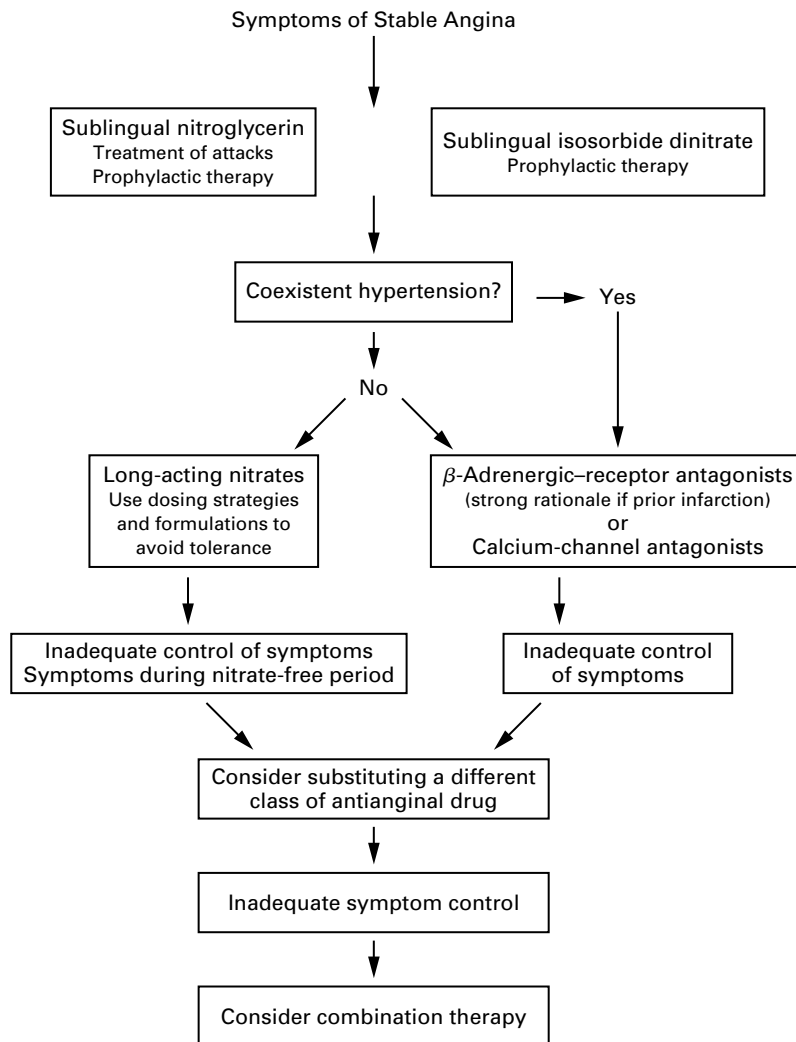 Symptoms of Stable Angina
Sublingual nitroglycerin
Treatment of attacks
Prophylactic therapy
Sublingual isosorbide dinitrate
Prophylactic therapy
Coexistent hypertension?
Yes
No
Long-acting nitrates
Use dosing strategies
and formulations to
avoid tolerance
β-Adrenergic–receptor antagonists
(strong rationale if prior infarction)
or
Calcium-channel antagonists
Inadequate control of symptoms
Symptoms during nitrate-free period
Inadequate control
of symptoms
Consider substituting a different
class of antianginal drug
Inadequate symptom control
Consider combination therapy